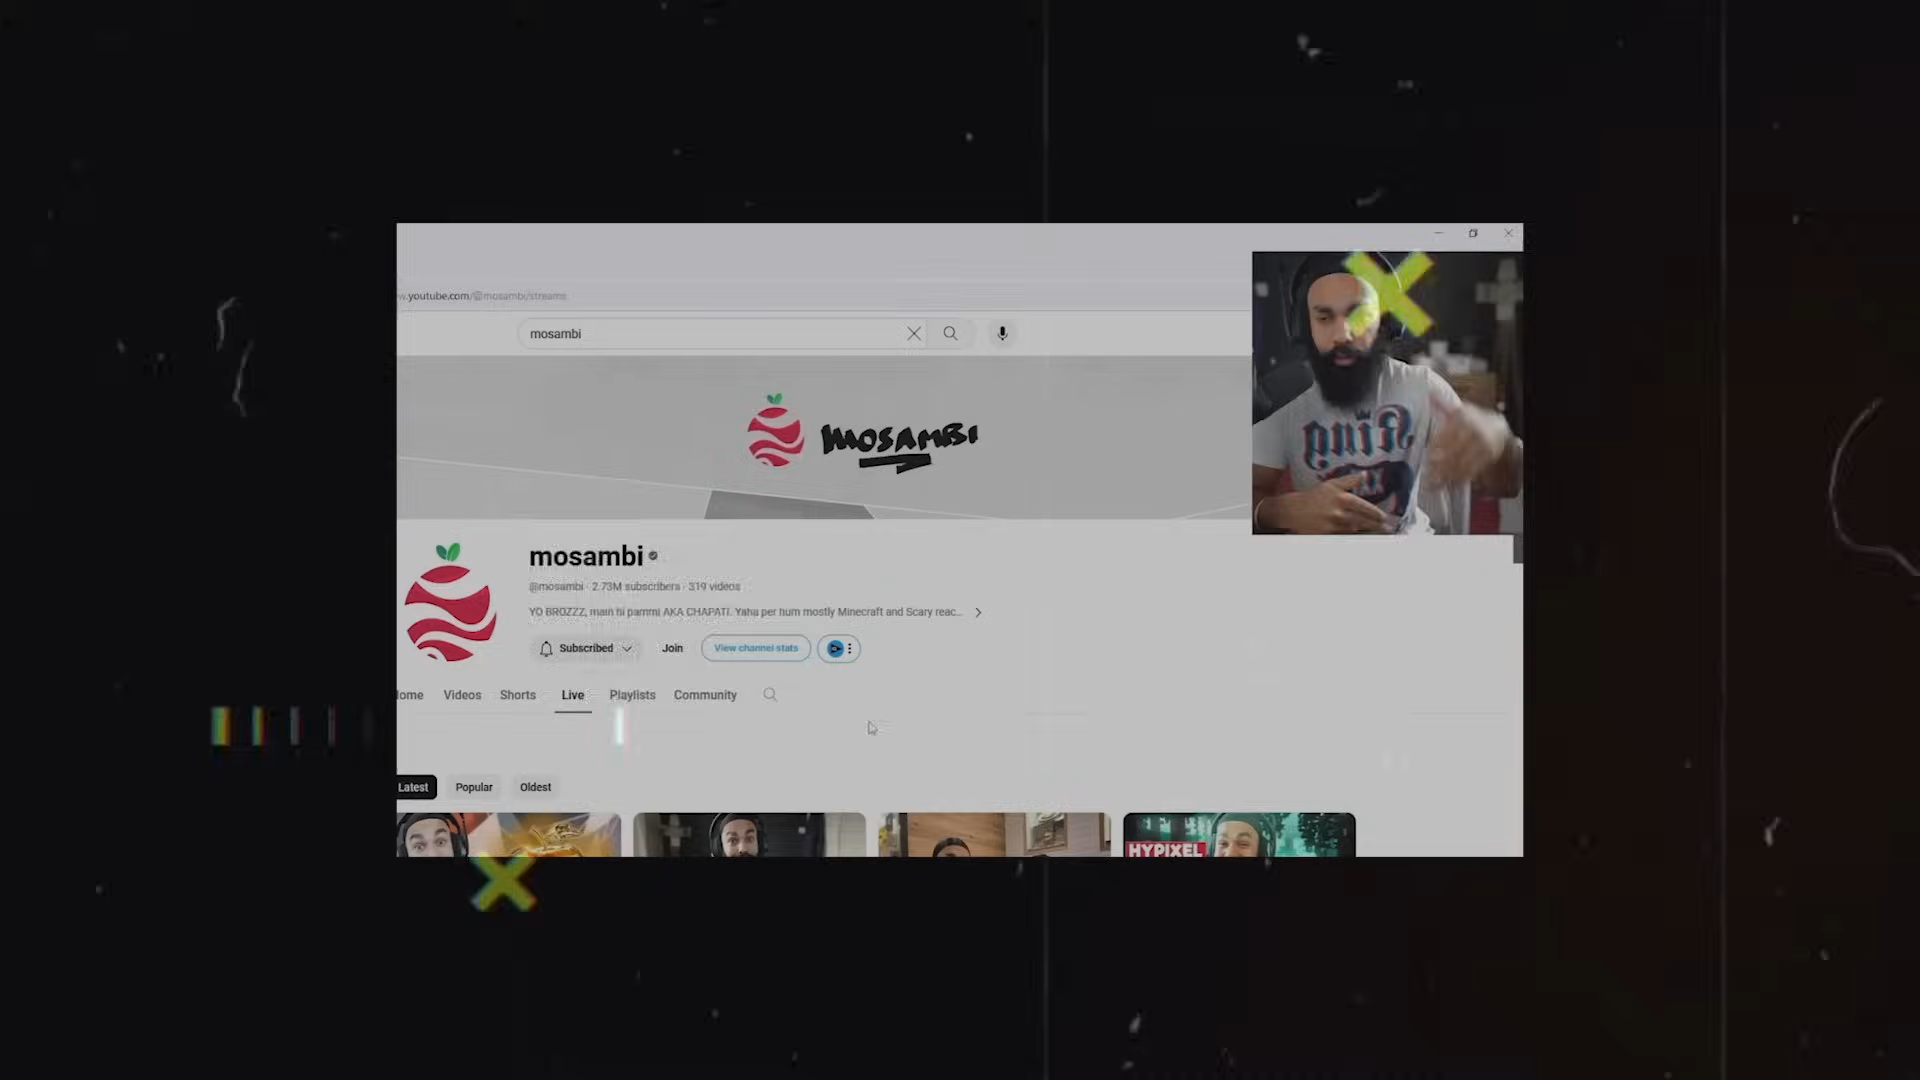 w.youtube.com/@mosambi/streams
mosambi
MOSAMBI
King
mosambi
@mosambi · 2.73M subscribers · 319 videos
YO BROZZZ, main hi pammi AKA CHAPATI. Yaha per hum mostly Minecraft and Scary reac...
Subscribed
Join
View channel stats
Home Videos Shorts Live Playlists Community
Latest Popular Oldest
HYPIXEL